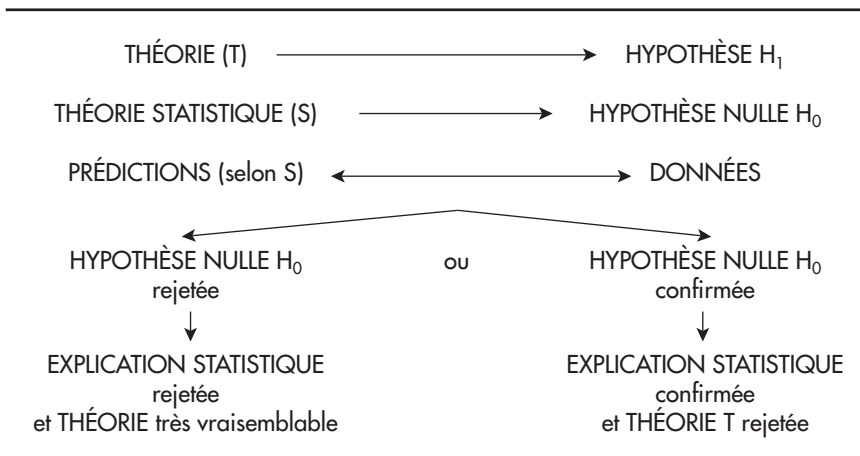 THÉORIE (T) HYPOTHÈSE H₁
THÉORIE STATISTIQUE (S) HYPOTHÈSE NULLE H₀
PRÉDICTIONS (selon S) DONNÉES
HYPOTHÈSE NULLE H₀ ou HYPOTHÈSE NULLE H₀
rejetée confirmée
EXPLICATION STATISTIQUE EXPLICATION STATISTIQUE
rejetée confirmée
et THÉORIE très vraisemblable et THÉORIE T rejetée